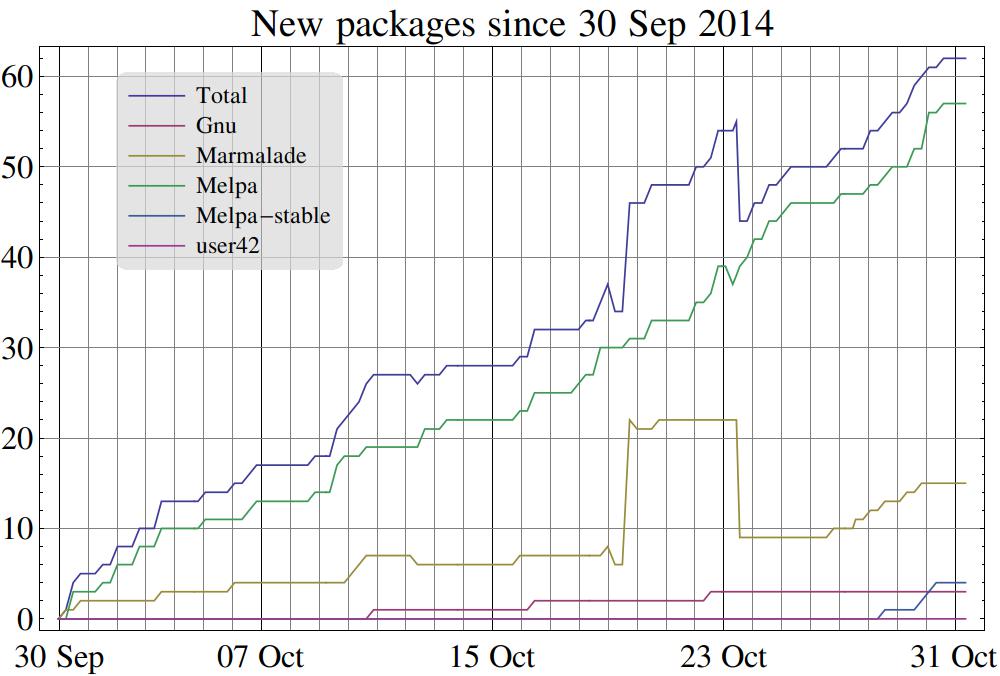 New packages since 30 Sep 2014
60
50
40
30
20
10
0
Total
Gnu
Marmalade
Melpa
Melpa-stable
user42
30 Sep
07 Oct
15 Oct
23 Oct
31 Oct